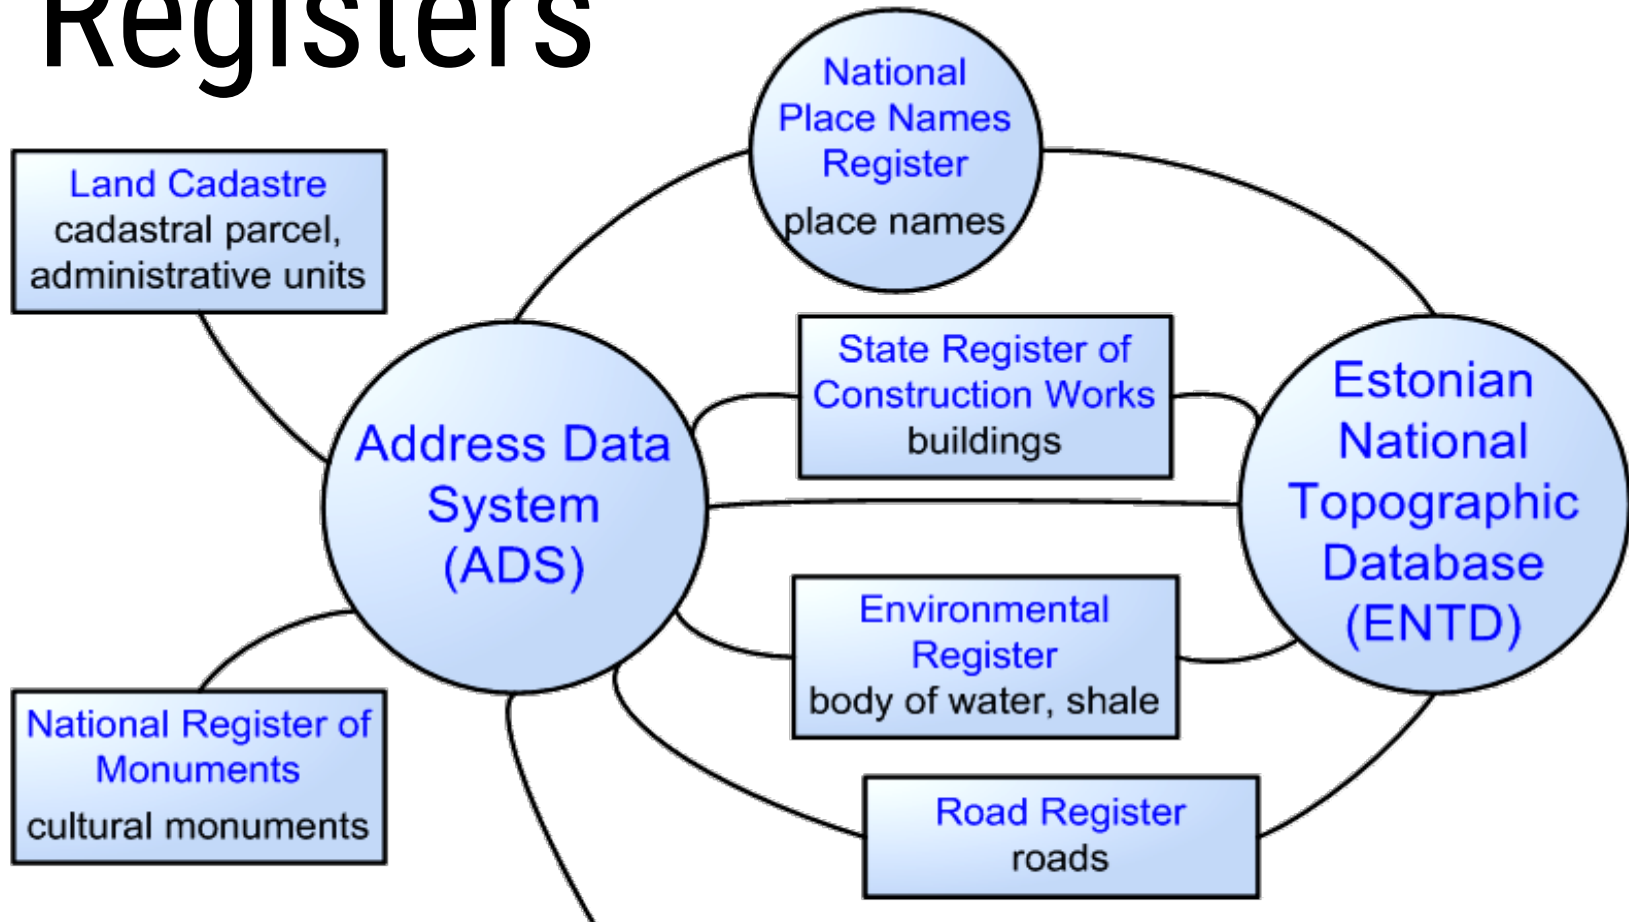 Registers
National
Place Names
Register
place names
Land Cadastre
cadastral parcel,
administrative units
State Register of
Construction Works
buildings
Address Data
System
(ADS)
Estonian
National
Topographic
Database
(ENTD)
Environmental
Register
body of water, shale
National Register of
Monuments
cultural monuments
Road Register
roads